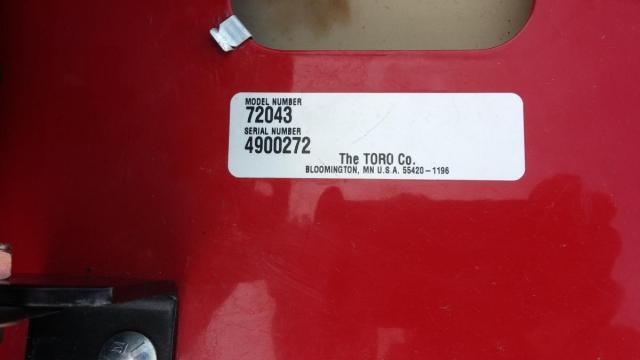 MODEL NUMBER
72043
SERIAL NUMBER
4900272
The TORO Co.
BLOOMINGTON, MN U.S.A. 55420-1196